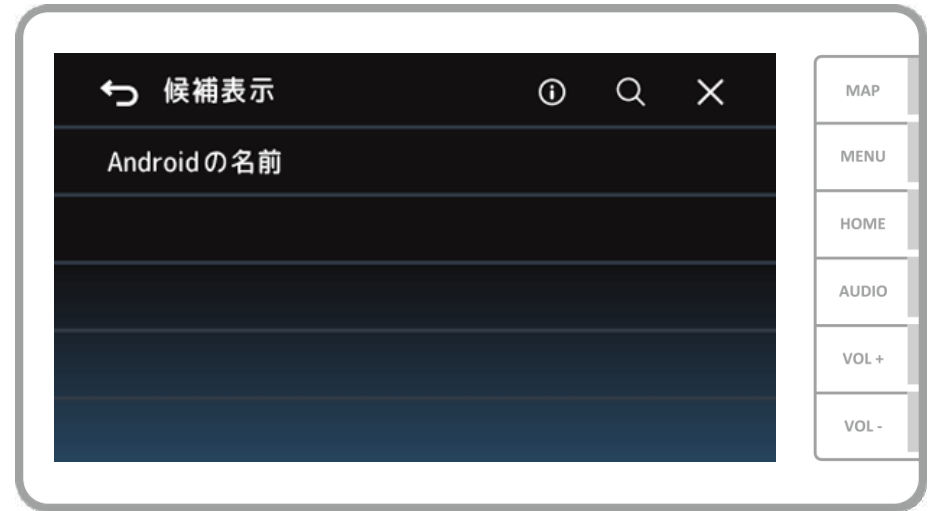 候補表示
Androidの名前
MAP
MENU
HOME
AUDIO
VOL +
VOL -